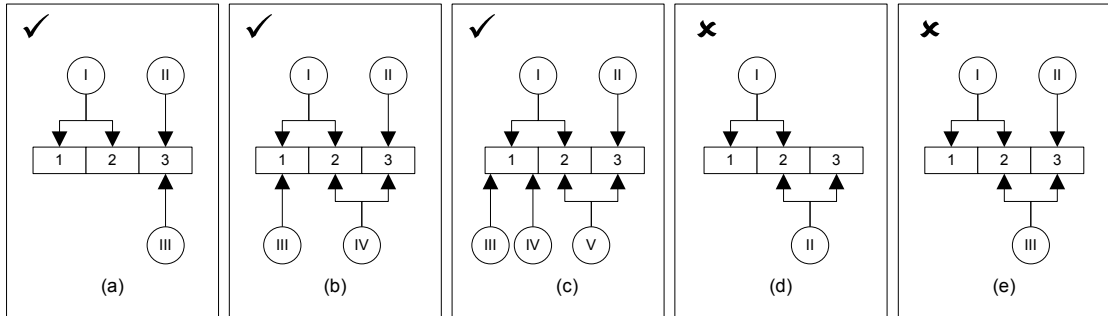 ✓ ✓ ✓ ✘ ✘
I II I II I II I I II
1 2 3 1 2 3 1 2 3 1 2 3 1 2 3
III III IV III IV V II III
(a) (b) (c) (d) (e)